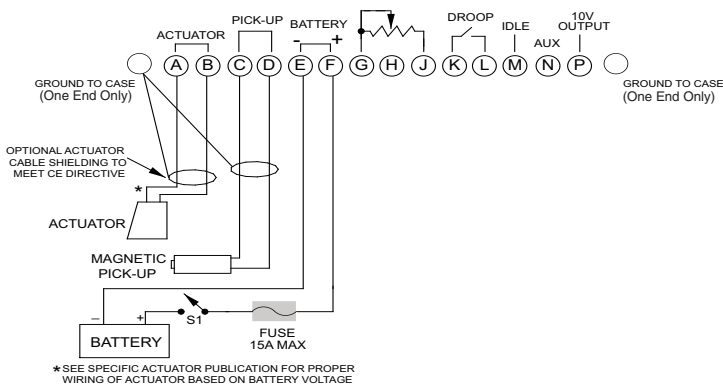 ACTUATOR
PICK-UP
BATTERY
- +
DROOP
IDLE
AUX
10V
OUTPUT
A B C D E F G H J K L M N P
GROUND TO CASE
(One End Only)
GROUND TO CASE
(One End Only)
OPTIONAL ACTUATOR
CABLE SHIELDING TO
MEET CE DIRECTIVE
*
ACTUATOR
MAGNETIC
PICK-UP
– +
S1
BATTERY
FUSE
15A MAX
* SEE SPECIFIC ACTUATOR PUBLICATION FOR PROPER
WIRING OF ACTUATOR BASED ON BATTERY VOLTAGE